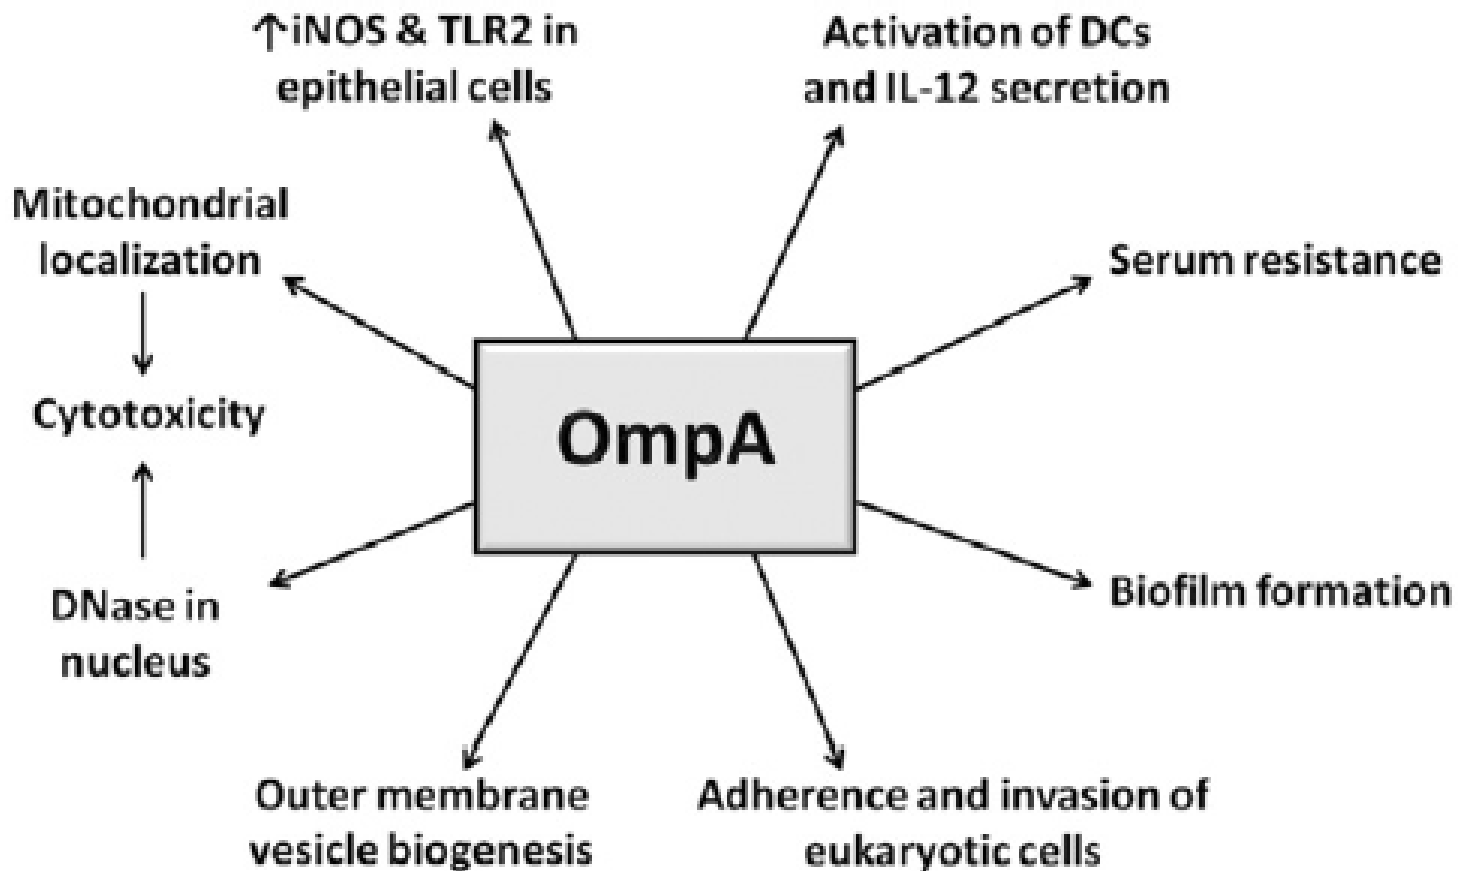 ↑iNOS & TLR2 in
epithelial cells
Activation of DCs
and IL-12 secretion
Mitochondrial
localization
Serum resistance
Cytotoxicity
OmpA
DNase in
nucleus
Biofilm formation
Outer membrane
vesicle biogenesis
Adherence and invasion of
eukaryotic cells